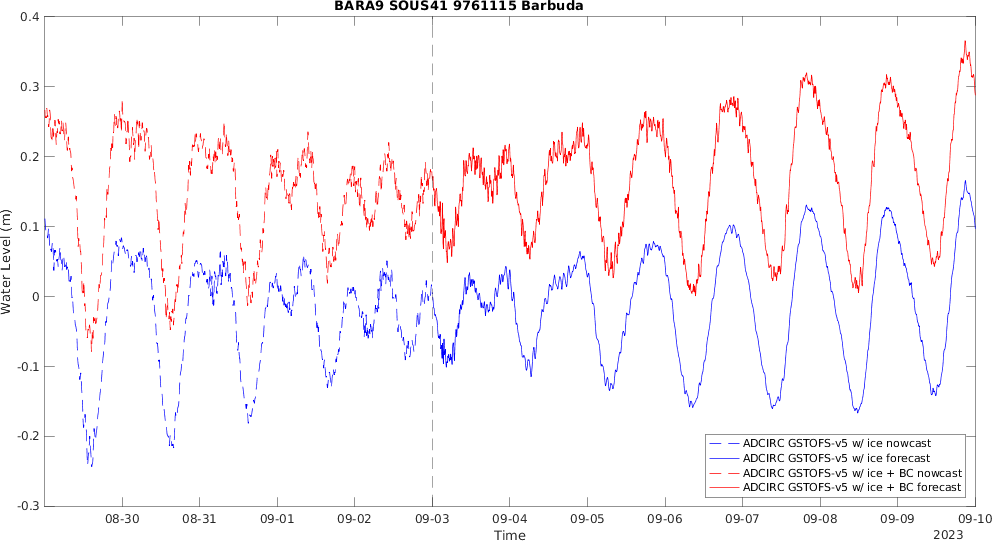 BARA9 SOUS41 9761115 Barbuda
0.4
0.3
0.2
0.1
0
-0.1
-0.2
-0.3
Water Level (m)
ADCIRC GSTOFS-v5 w/ ice nowcast
ADCIRC GSTOFS-v5 w/ ice forecast
ADCIRC GSTOFS-v5 w/ ice + BC nowcast
ADCIRC GSTOFS-v5 w/ ice + BC forecast
08-30 08-31 09-01 09-02 09-03 09-04 09-05 09-06 09-07 09-08 09-09 09-10
Time
2023